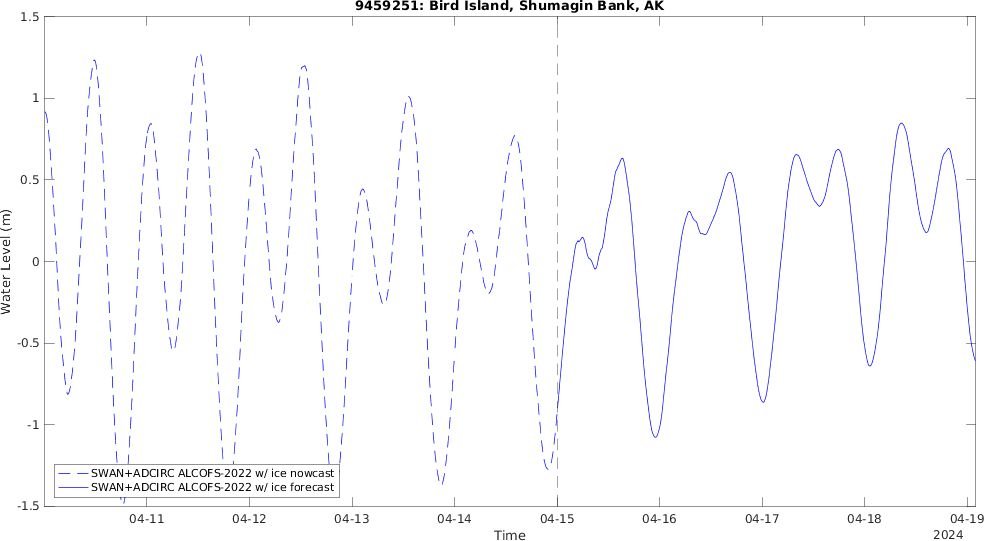 9459251: Bird Island, Shumagin Bank, AK
Water Level (m)
1.5
1
0.5
0
-0.5
-1
-1.5
SWAN+ADCIRC ALCOFS-2022 w/ ice nowcast
SWAN+ADCIRC ALCOFS-2022 w/ ice forecast
04-11 04-12 04-13 04-14 04-15 04-16 04-17 04-18 04-19
Time
2024